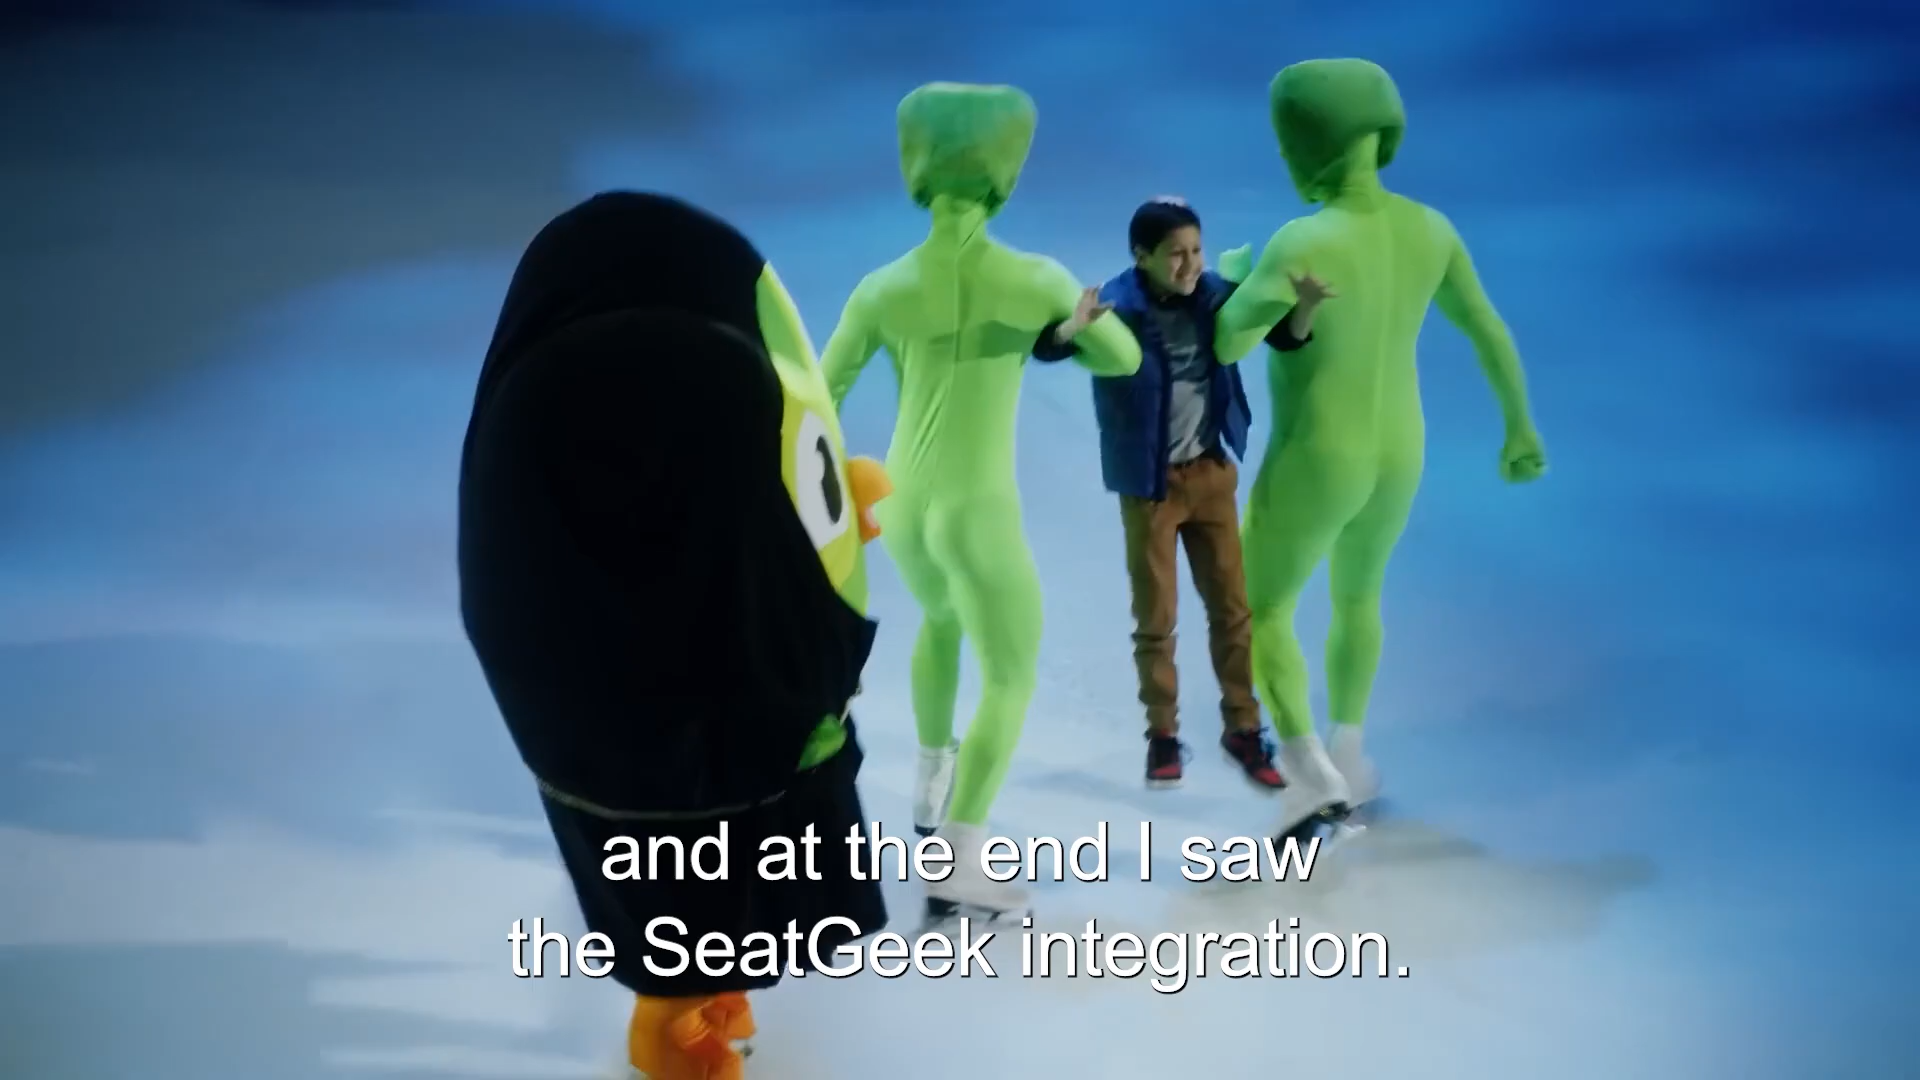 and at the end I saw
the SeatGeek integration.